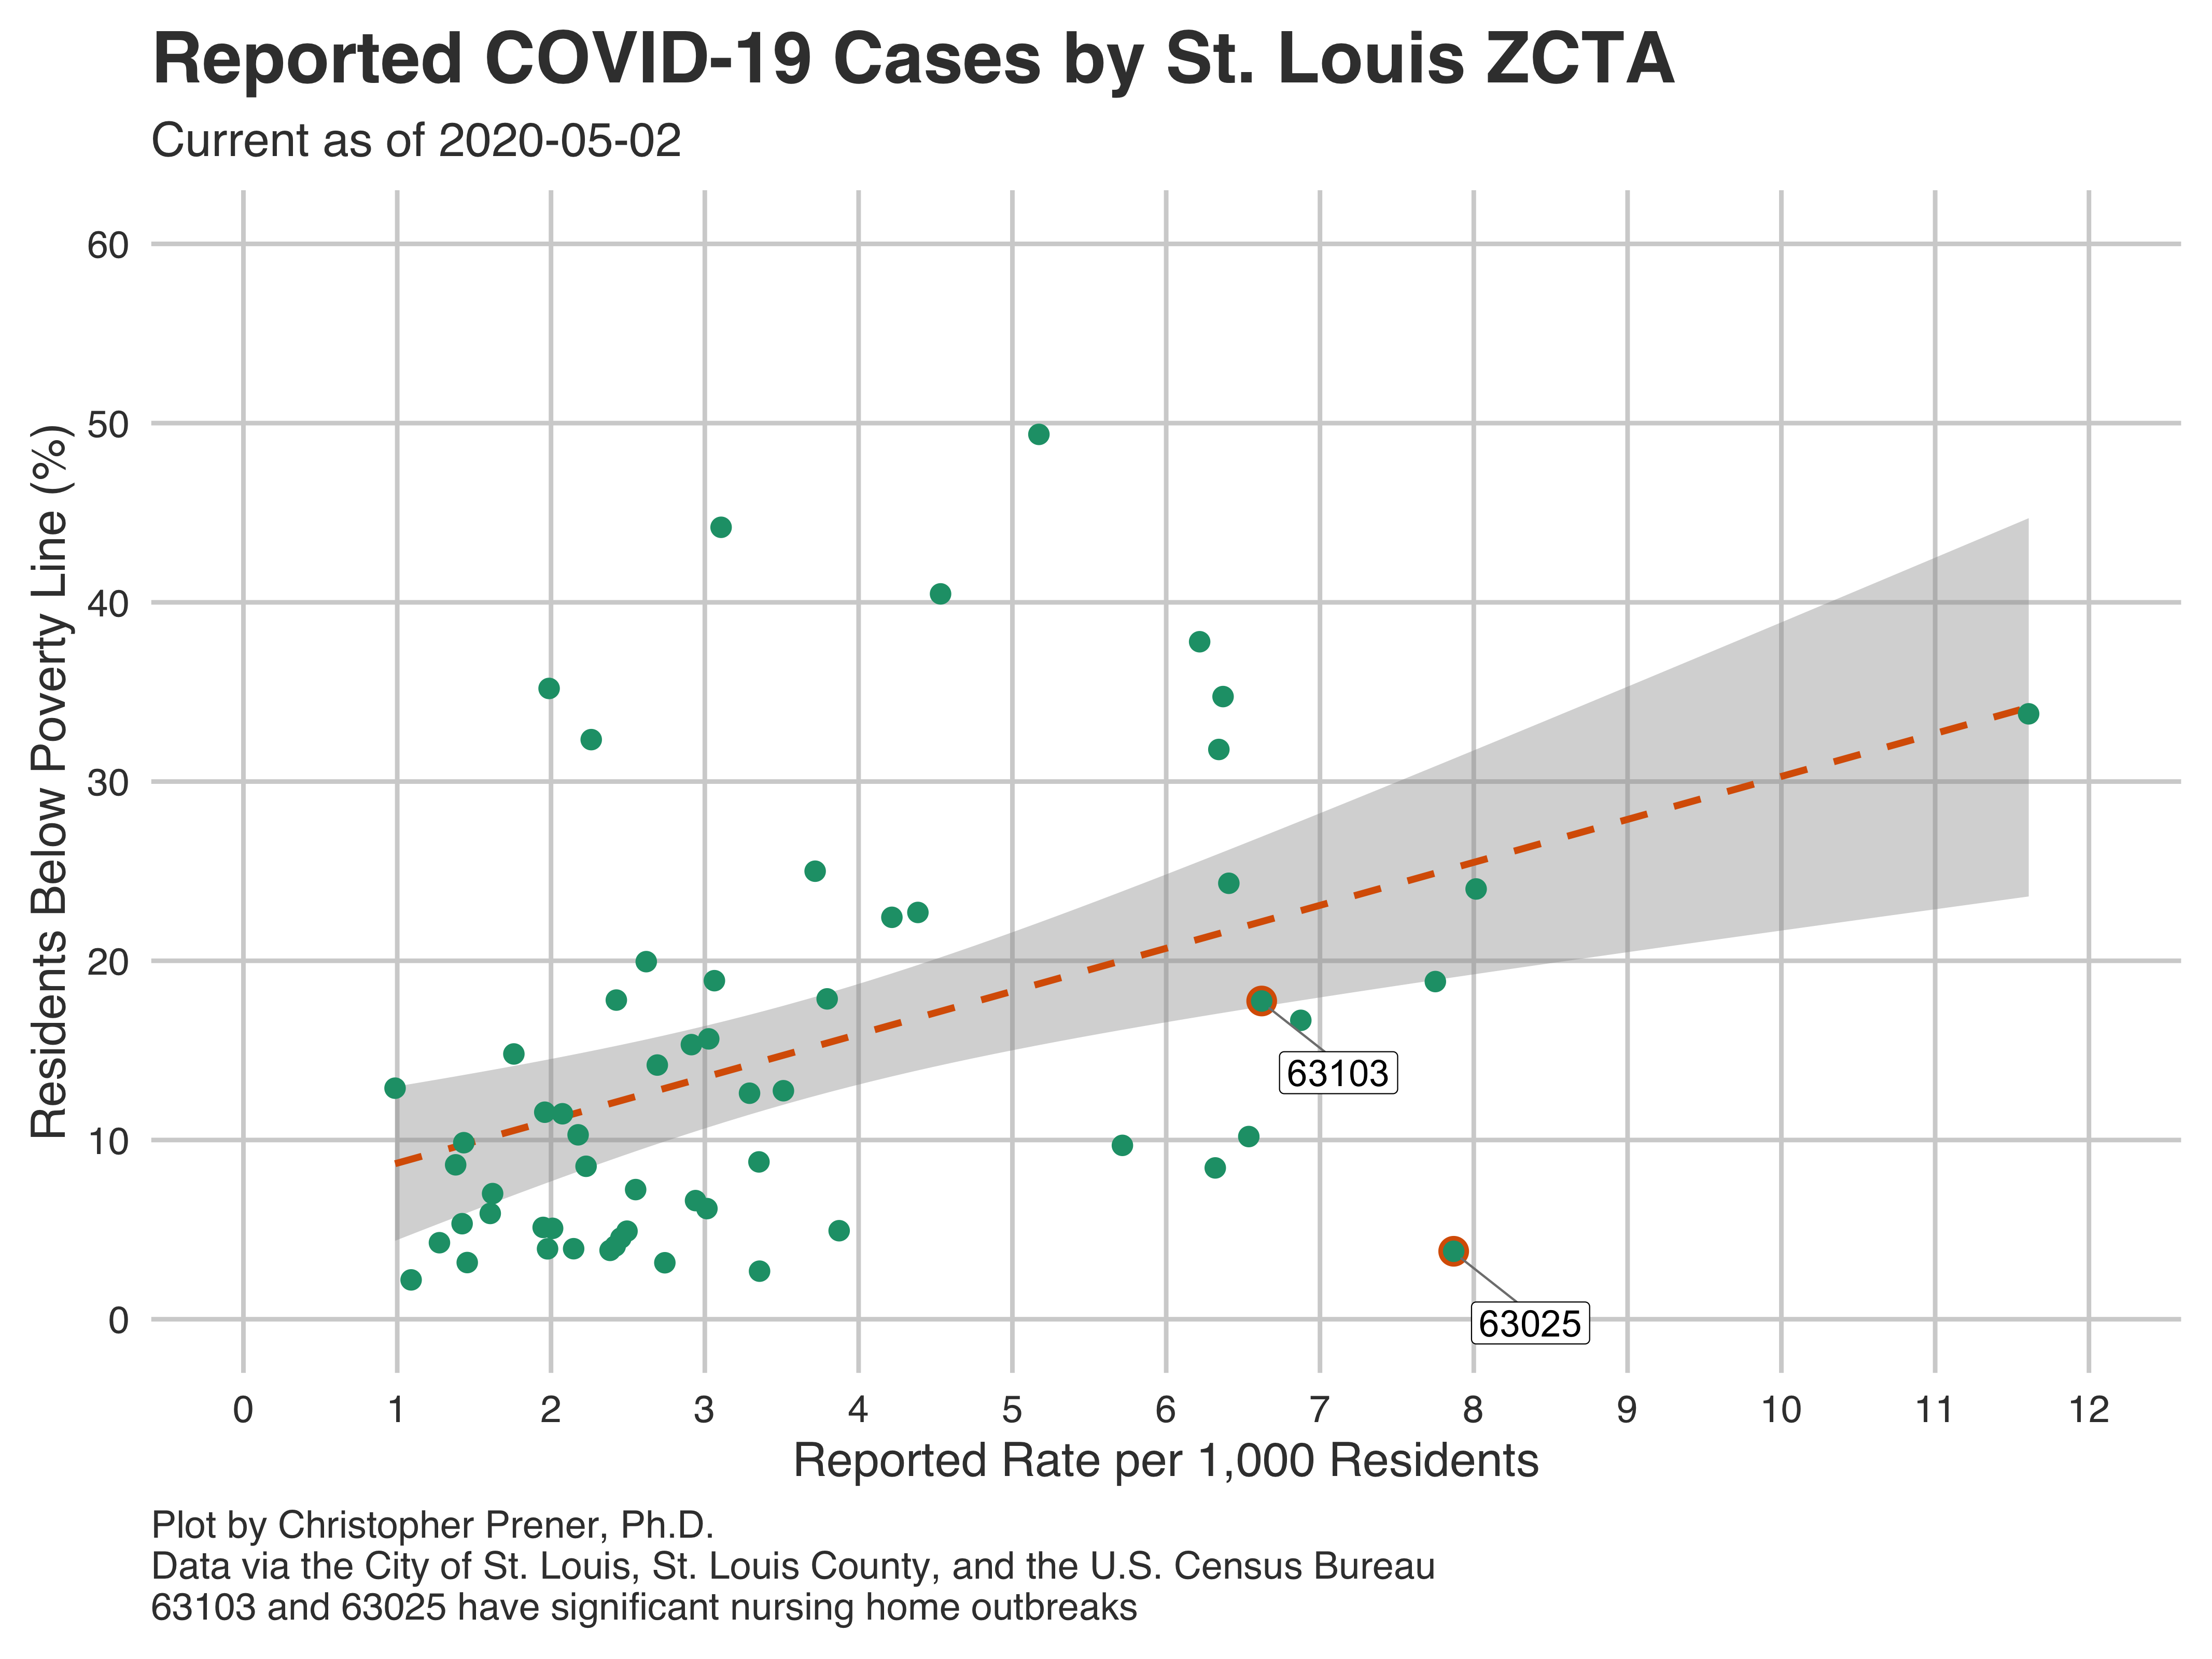 Reported COVID-19 Cases by St. Louis ZCTA
Current as of 2020-05-02
Residents Below Poverty Line (%)
60
50
40
30
20
10
0
63103
63025
0 1 2 3 4 5 6 7 8 9 10 11 12
Reported Rate per 1,000 Residents
Plot by Christopher Prener, Ph.D.
Data via the City of St. Louis, St. Louis County, and the U.S. Census Bureau
63103 and 63025 have significant nursing home outbreaks